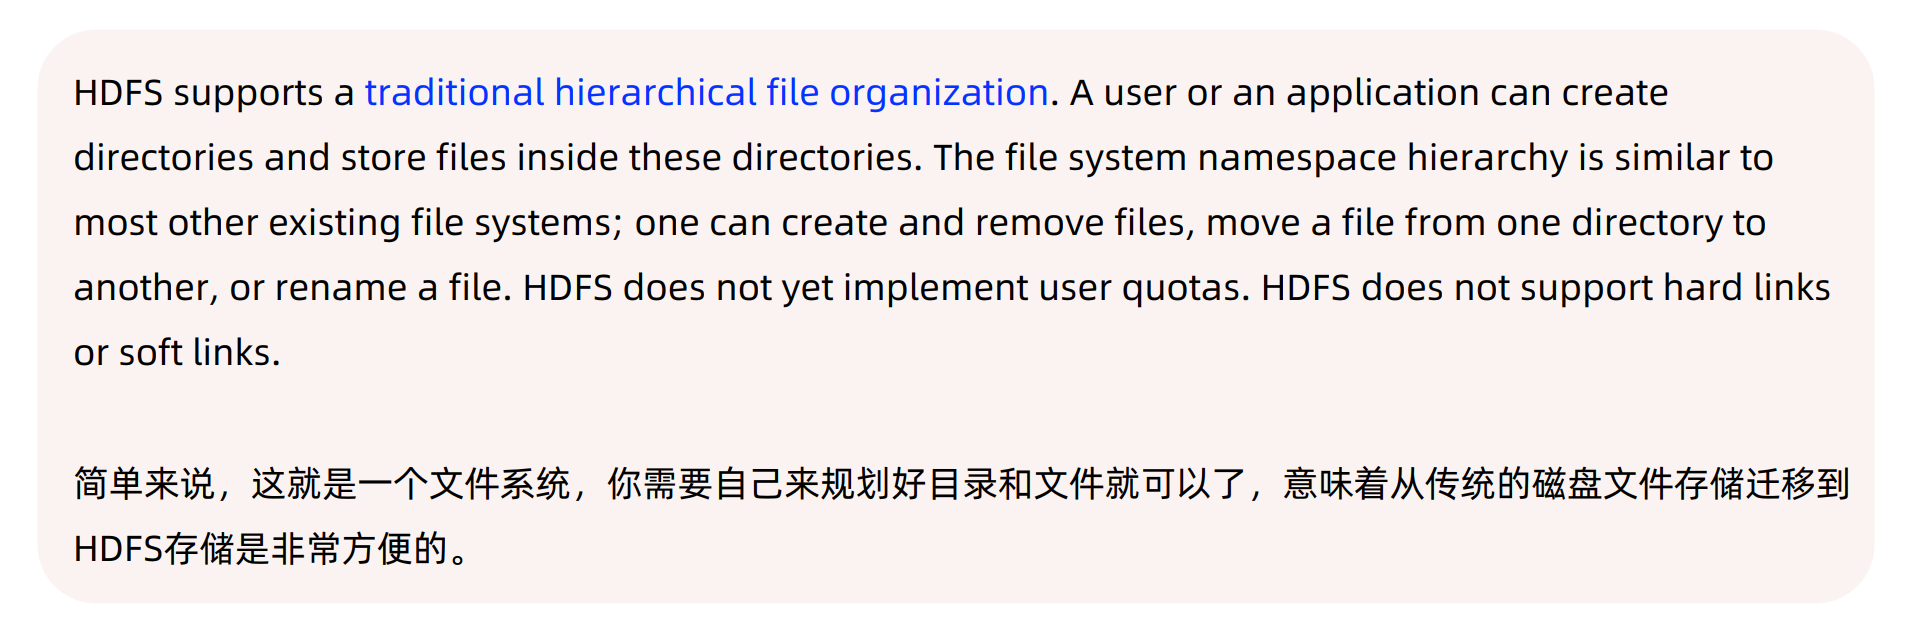 HDFS supports a traditional hierarchical file organization. A user or an application can create
directories and store files inside these directories. The file system namespace hierarchy is similar to
most other existing file systems; one can create and remove files, move a file from one directory to
another, or rename a file. HDFS does not yet implement user quotas. HDFS does not support hard links
or soft links.
简单来说，这就是一个文件系统，你需要自己来规划好目录和文件就可以了，意味着从传统的磁盘文件存储迁移到
HDFS存储是非常方便的。